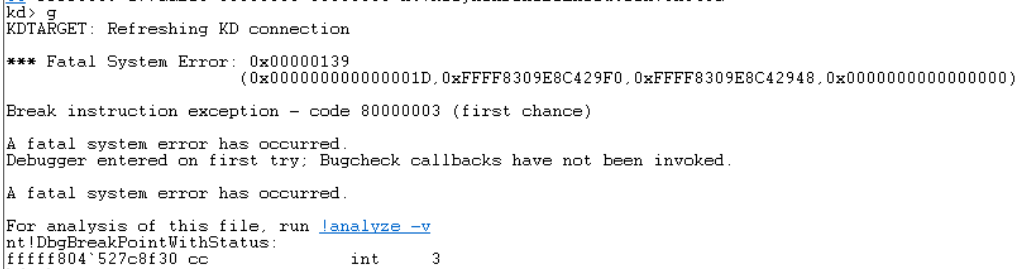 kd> g
KDTARGET: Refreshing KD connection
*** Fatal System Error: 0x00000139
(0x000000000000001D,0xFFFF8309E8C429F0,0xFFFF8309E8C42948,0x0000000000000000)
Break instruction exception - code 80000003 (first chance)
A fatal system error has occurred.
Debugger entered on first try; Bugcheck callbacks have not been invoked.
A fatal system error has occurred.
For analysis of this file, run !analyze -v
nt!DbgBreakPointWithStatus:
fffff804`527c8f30 cc int 3